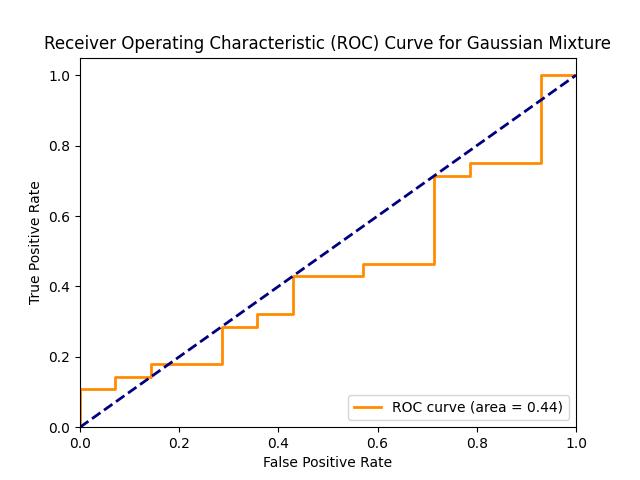 Receiver Operating Characteristic (ROC) Curve for Gaussian Mixture
1.0
0.8
0.6
0.4
0.2
0.0
True Positive Rate
ROC curve (area = 0.44)
0.0 0.2 0.4 0.6 0.8 1.0
False Positive Rate